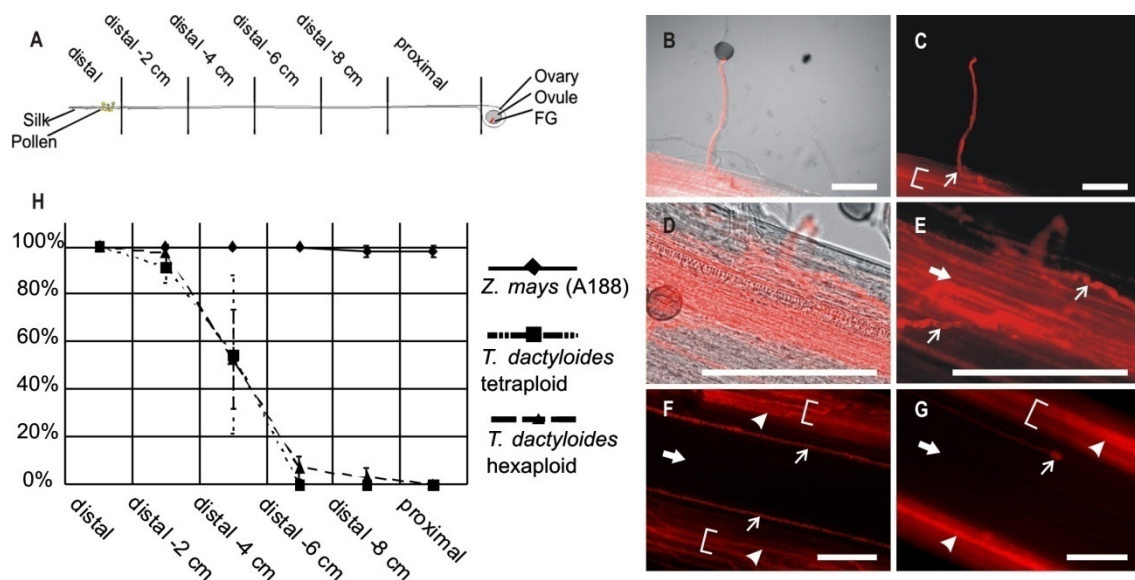 A
distal
distal -2 cm
distal -4 cm
distal -6 cm
distal -8 cm
proximal
Silk
Pollen
Ovary
Ovule
FG
B
C
D
E
F
G
H
100%
80%
60%
40%
20%
0%
distal
distal -2 cm
distal -4 cm
distal -6 cm
distal -8 cm
proximal
Z. mays (A188)
T. dactyloides
tetraploid
T. dactyloides
hexaploid